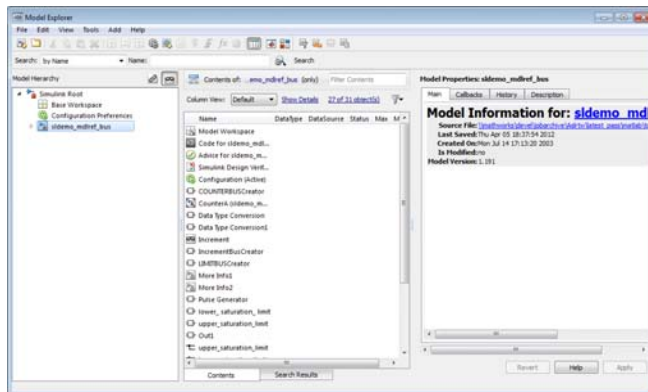 Model Explorer
File Edit View Tools Add Help
Search: by Name Name: Search
Model Hierarchy
Simulink Root
Base Workspace
Configuration Preferences
sldemo_mdlref_bus
Contents of: ...emo_mdlref_bus (only) Filter Contents
Column View: Default Show Details 27 of 31 object(s)
Name DataType DataSource Status Max M
Model Workspace
Code for sldemo_mdl...
Advice for sldemo_m...
Simulink Design Verif...
Configuration (Active)
COUNTERBUSCreator
CounterA (sldemo_m...
Data Type Conversion
Data Type Conversion1
Increment
IncrementBusCreator
LIMITBUSCreator
More Info1
More Info2
Pulse Generator
lower_saturation_limit
upper_saturation_limit
Out1
upper_saturation_limit
Contents Search Results
Model Properties: sldemo_mdlref_bus
Main Callbacks History Description
Model Information for: sldemo_mdl
Source File:
Last Saved: Thu Apr 05 18:37:54 2012
Created On: Mon Jul 14 17:13:20 2003
Is Modified: no
Model Version: 1.191
Revert Help Apply